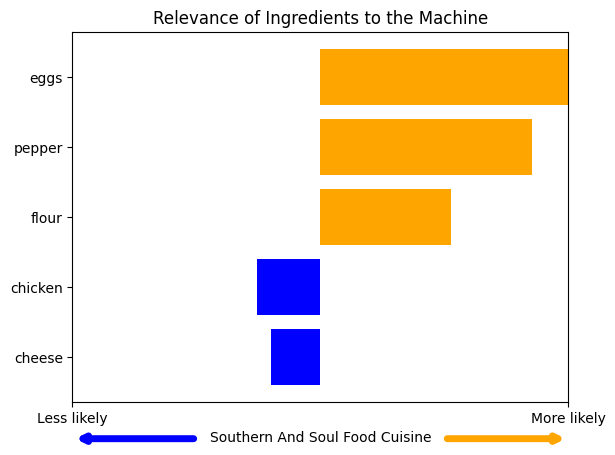 Relevance of Ingredients to the Machine
eggs
pepper
flour
chicken
cheese
Less likely
More likely
Southern And Soul Food Cuisine